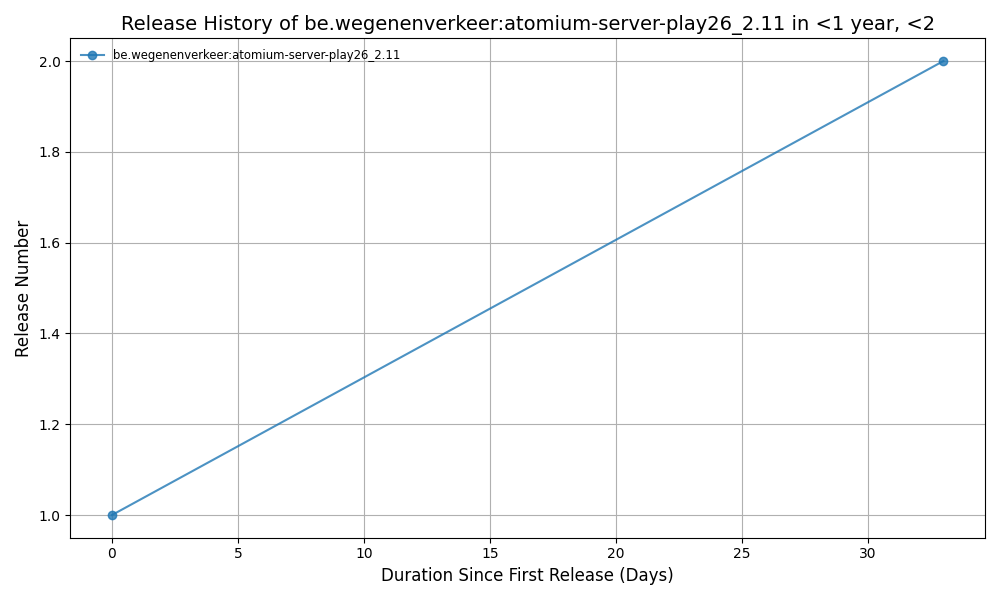 Release History of be.wegenenverkeer:atomium-server-play26_2.11 in <1 year, <2
be.wegenenverkeer:atomium-server-play26_2.11
Release Number
2.0
1.8
1.6
1.4
1.2
1.0
0 5 10 15 20 25 30
Duration Since First Release (Days)